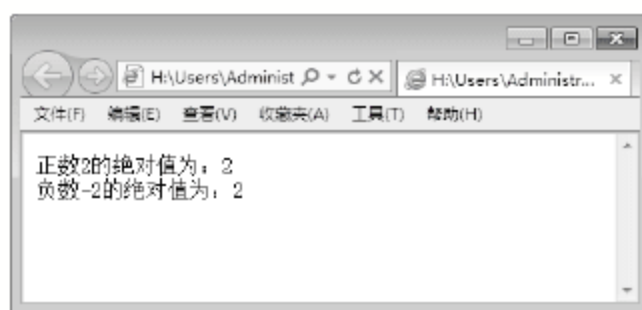 H:\Users\Administ
H:\Users\Administr...
文件(F) 编辑(E) 查看(V) 收藏夹(A) 工具(T) 帮助(H)
正数2的绝对值为：2
负数-2的绝对值为：2